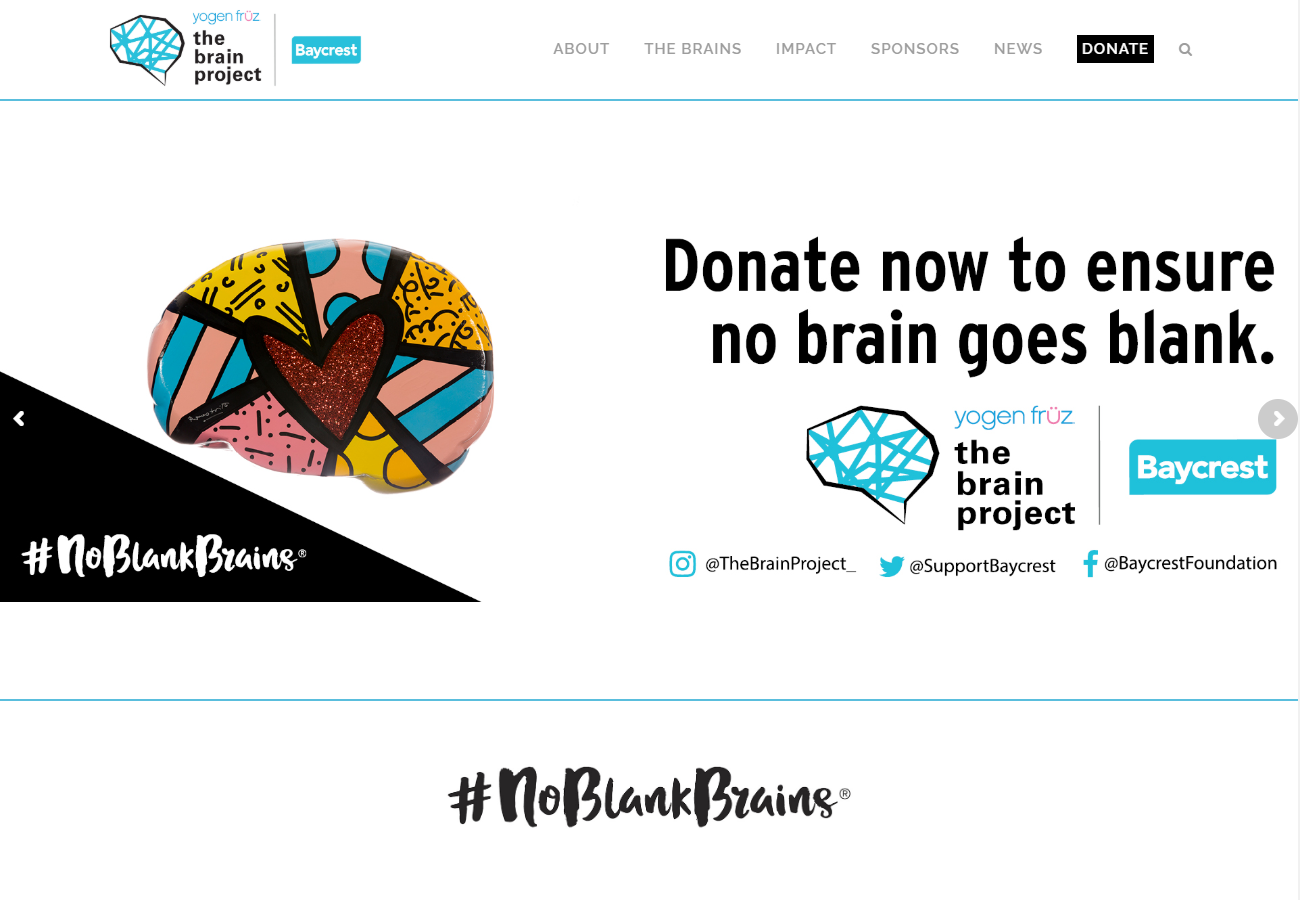 yogen früz
the
brain
project
Baycrest
ABOUT THE BRAINS IMPACT SPONSORS NEWS DONATE
Donate now to ensure
no brain goes blank.
yogen früz
the
brain
project
Baycrest
#NoBlankBrains®
@TheBrainProject_ @SupportBaycrest @BaycrestFoundation
#NoBlankBrains®